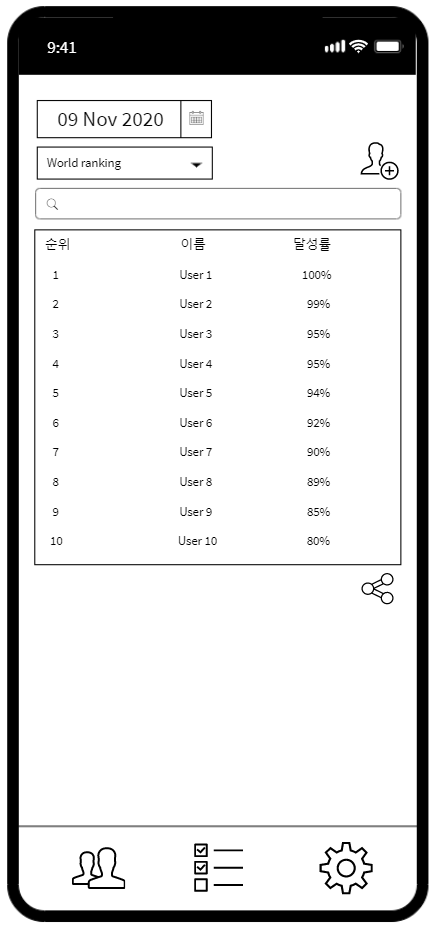 9:41
09 Nov 2020
World ranking
순위 이름 달성률
1 User 1 100%
2 User 2 99%
3 User 3 95%
4 User 4 95%
5 User 5 94%
6 User 6 92%
7 User 7 90%
8 User 8 89%
9 User 9 85%
10 User 10 80%